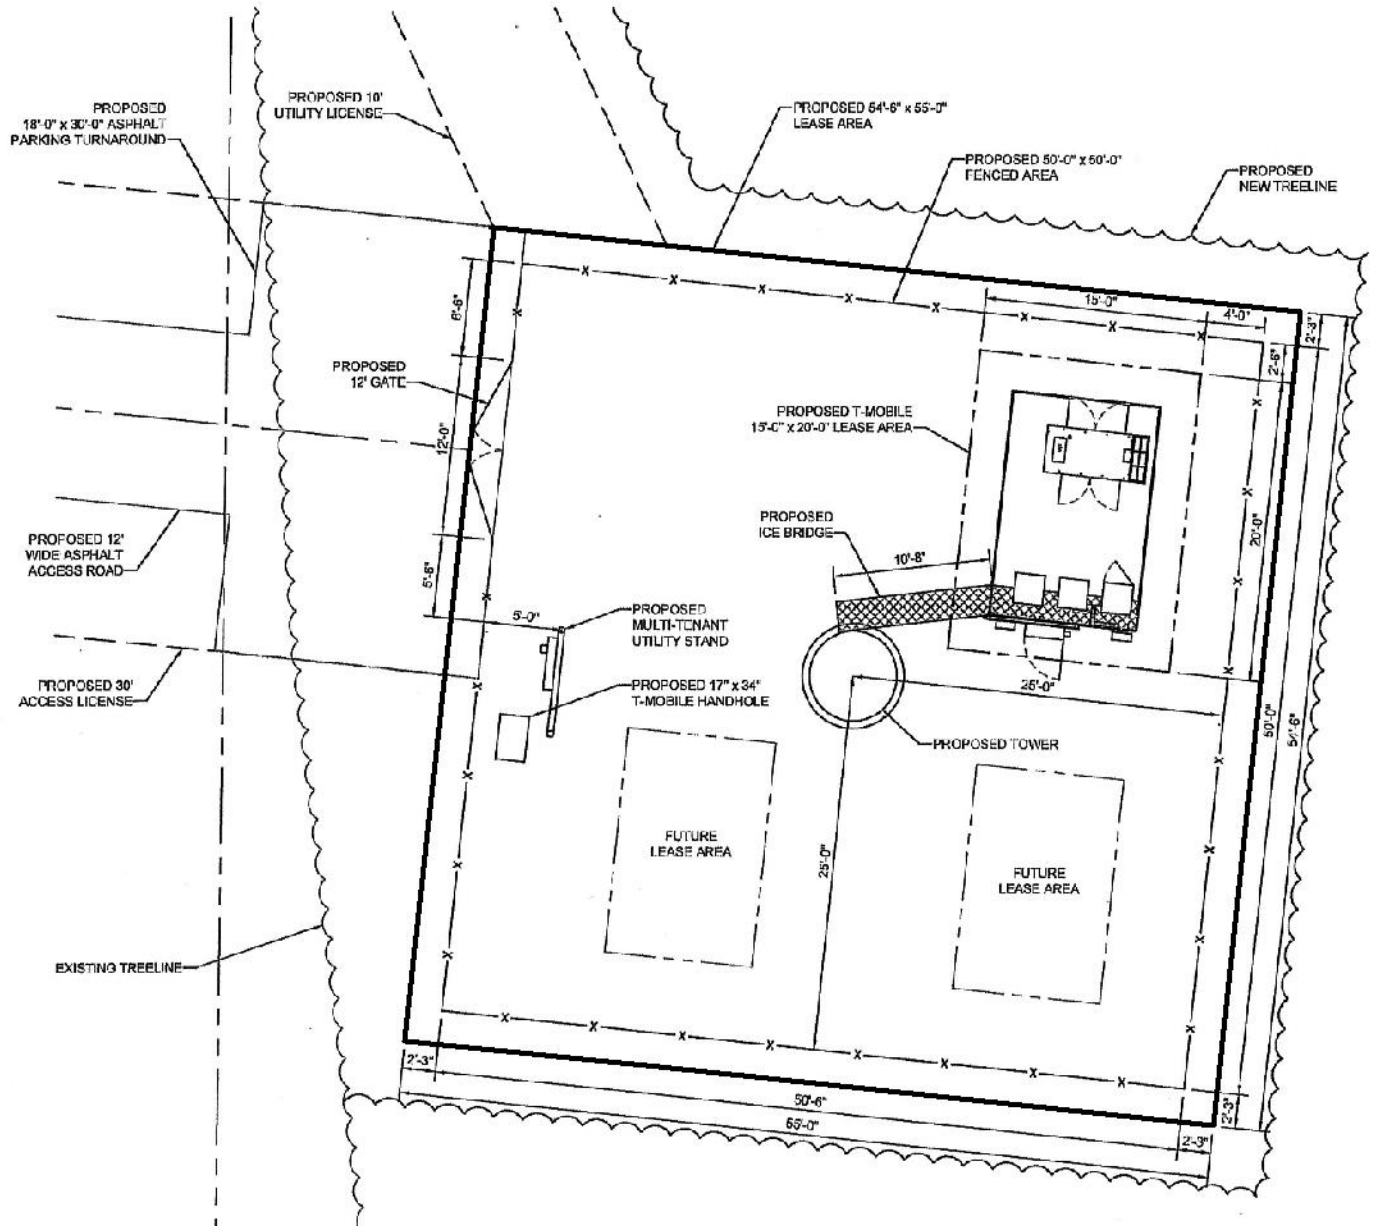 PROPOSED
18'-0" x 30'-0" ASPHALT
PARKING TURNAROUND
PROPOSED 10'
UTILITY LICENSE
PROPOSED 54'-6" x 55'-0"
LEASE AREA
PROPOSED 50'-0" x 50'-0"
FENCED AREA
PROPOSED
NEW TREELINE
15'-0"
4'-0"
2'-3"
2'-6"
6'-6"
PROPOSED
12' GATE
12'-0"
PROPOSED T-MOBILE
15'-0" x 20'-0" LEASE AREA
PROPOSED
ICE BRIDGE
10'-8"
20'-0"
PROPOSED 12'
WIDE ASPHALT
ACCESS ROAD
5'-6"
5'-0"
PROPOSED
MULTI-TENANT
UTILITY STAND
PROPOSED 30'
ACCESS LICENSE
PROPOSED 17" x 34"
T-MOBILE HANDHOLE
25'-0"
PROPOSED TOWER
50'-0"
54'-6"
FUTURE
LEASE AREA
25'-0"
FUTURE
LEASE AREA
EXISTING TREELINE
2'-3"
50'-6"
55'-0"
2'-3"
2'-3"